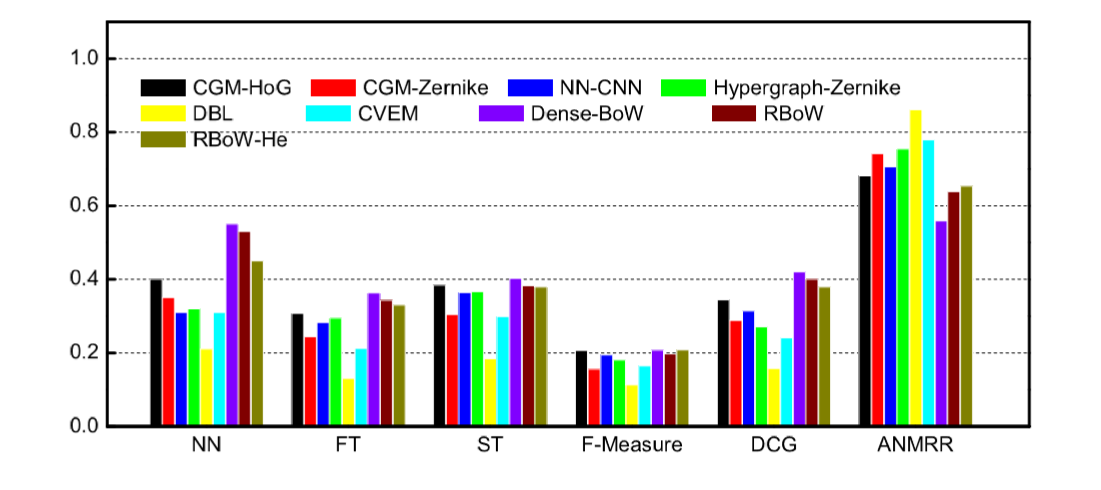 1.0
CGM-HoG CGM-Zernike NN-CNN Hypergraph-Zernike
DBL CVEM Dense-BoW RBoW
0.8
RBoW-He
0.6
0.4
0.2
0.0
NN FT ST F-Measure DCG ANMRR